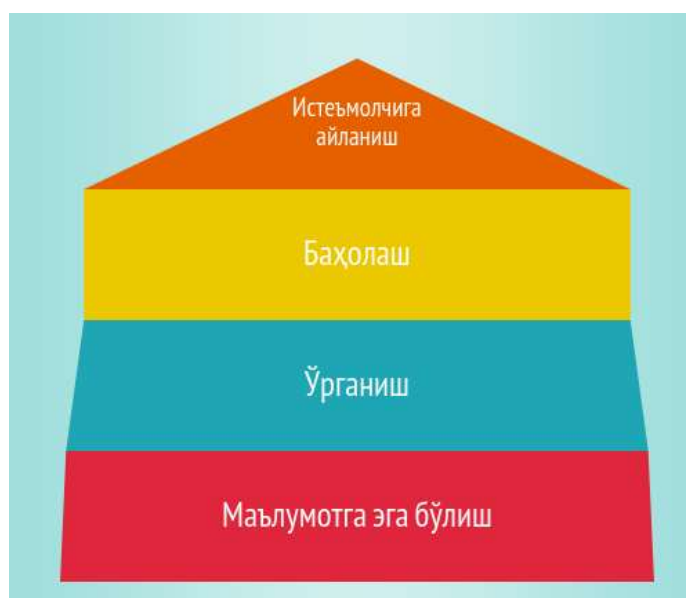 Истеъмолчига
айланиш
Баҳолаш
Ўрганиш
Маълумотга эга бўлиш